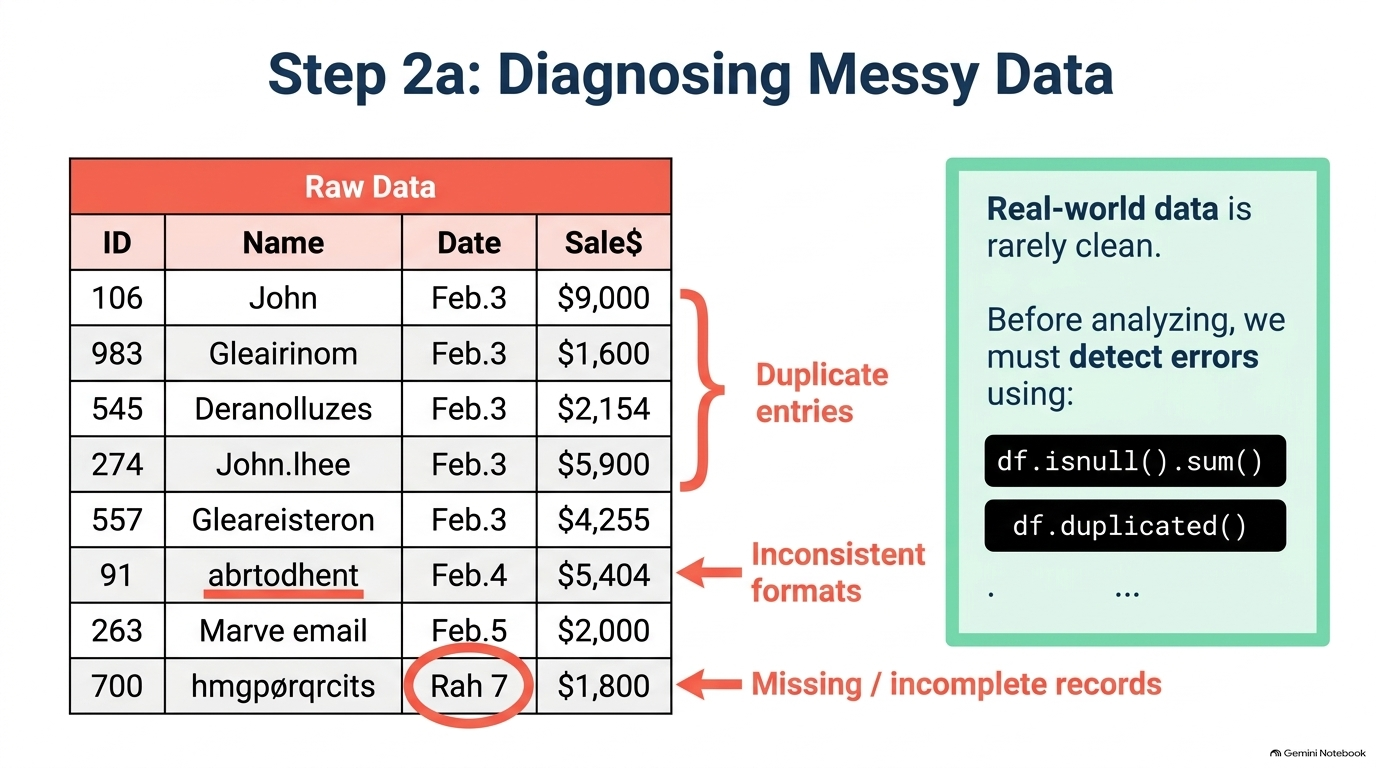 Step 2a: Diagnosing Messy Data
Raw Data
ID Name Date Sale$
106 John Feb.3 $9,000
983 Gleairinom Feb.3 $1,600
545 Deranolluzes Feb.3 $2,154
274 John.lhee Feb.3 $5,900
557 Gleareisteron Feb.3 $4,255
91 abrtodhent Feb.4 $5,404
263 Marve email Feb.5 $2,000
700 hmgpørqrcits Rah 7 $1,800
Duplicate
entries
Inconsistent
formats
Missing / incomplete records
Real-world data is
rarely clean.
Before analyzing, we
must detect errors
using:
df.isnull().sum()
df.duplicated()
. ...
Gemini Notebook